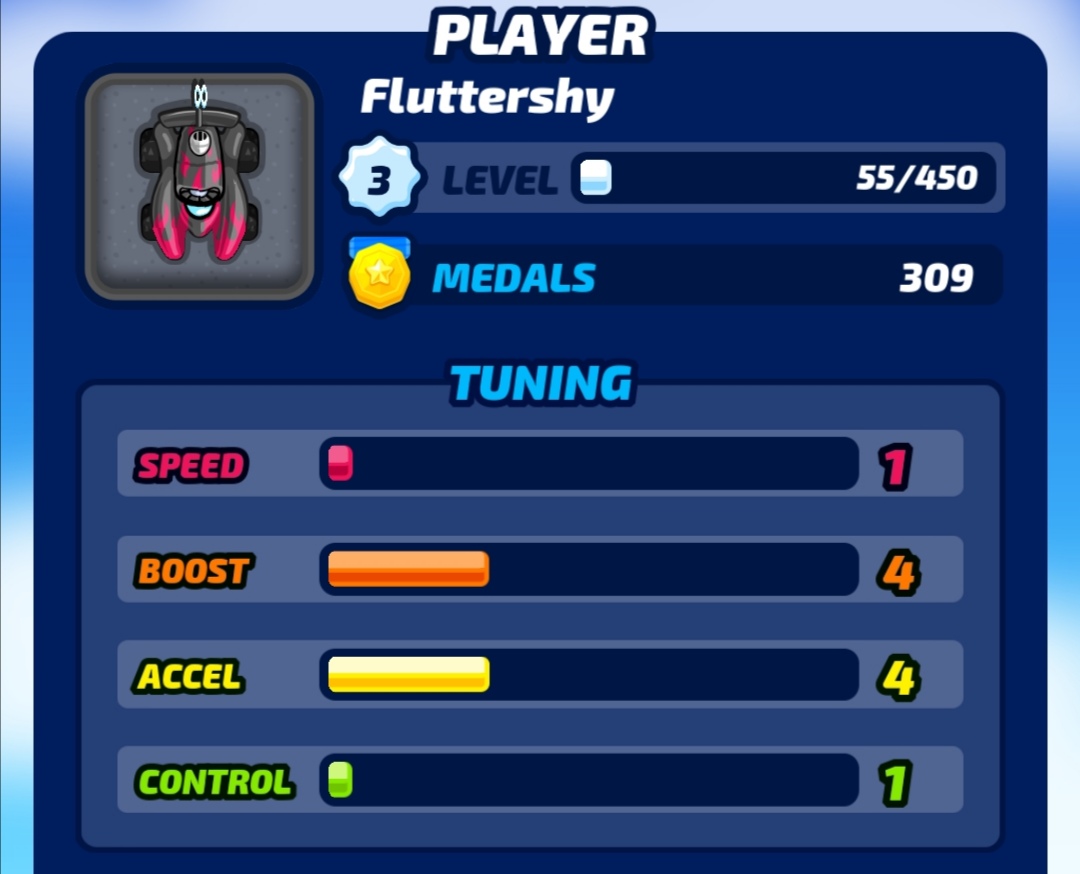 PLAYER
Fluttershy
3 LEVEL 55/450
MEDALS 309
TUNING
SPEED 1
BOOST 4
ACCEL 4
CONTROL 1